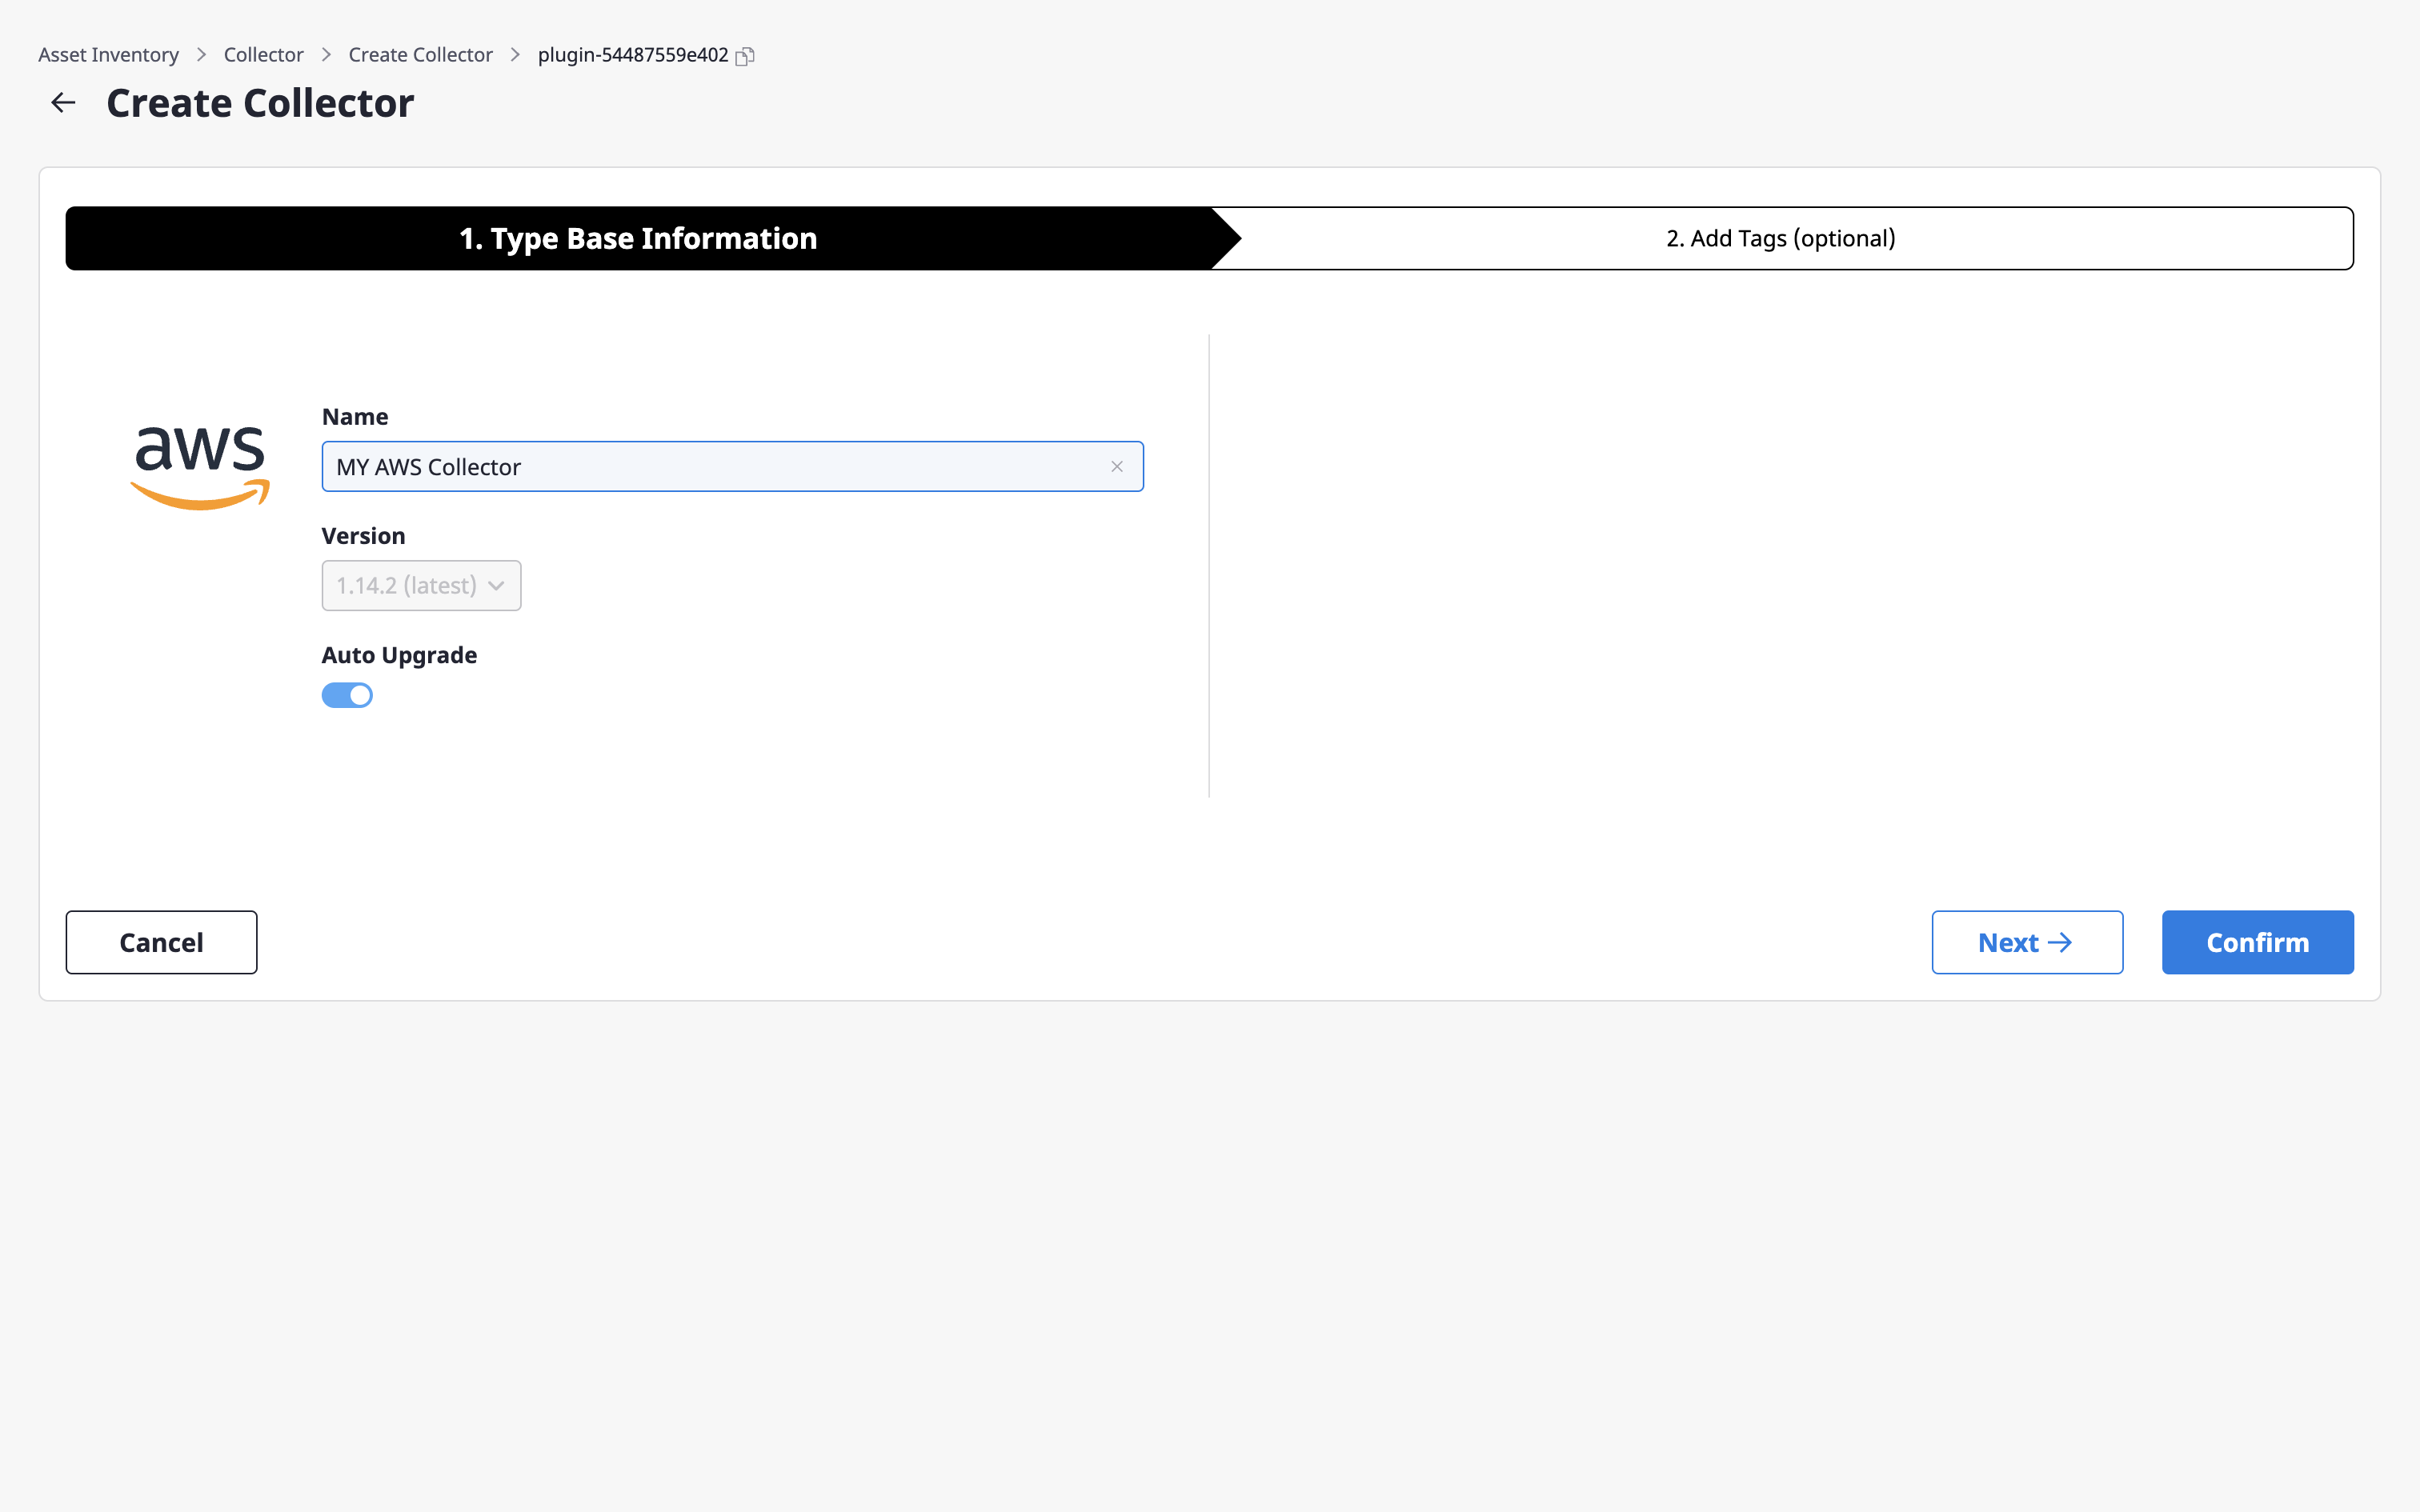 Asset Inventory > Collector > Create Collector > plugin-54487559e402
Create Collector
1. Type Base Information
2. Add Tags (optional)
aws
Name
MY AWS Collector
Version
1.14.2 (latest)
Auto Upgrade
Cancel
Next →
Confirm